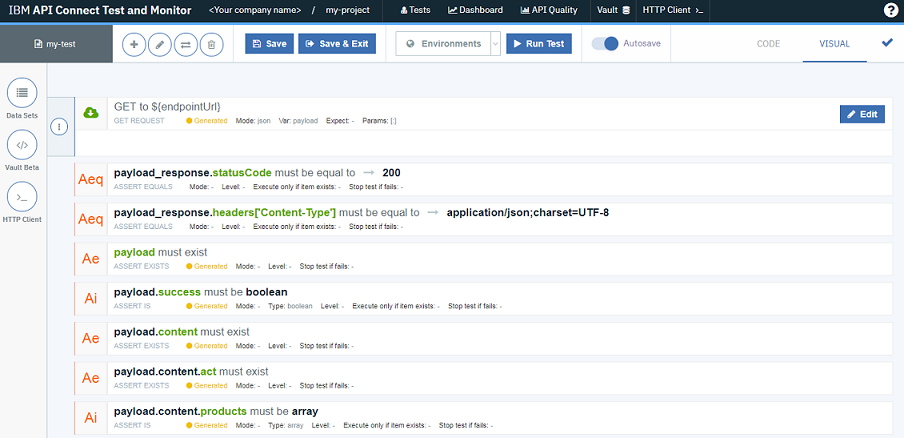 IBM API Connect Test and Monitor <Your company name> / my-project Tests Dashboard API Quality Vault HTTP Client
my-test Save Save & Exit Environments Run Test Autosave CODE VISUAL
Data Sets
Vault Beta
HTTP Client
GET to ${endpointUrl}
GET REQUEST Generated Mode: json Var: payload Expect: - Params: {;}
Edit
Aeq payload_response.statusCode must be equal to → 200
ASSERT EQUALS Mode: - Level: - Execute only if item exists: - Stop test if fails: -
Aeq payload_response.headers['Content-Type'] must be equal to → application/json;charset=UTF-8
ASSERT EQUALS Mode: - Level: - Execute only if item exists: - Stop test if fails: -
Ae payload must exist
ASSERT EXISTS Generated Mode: - Level: - Stop test if fails: -
Ai payload.success must be boolean
ASSERT IS Generated Mode: - Type: boolean Level: - Execute only if item exists: - Stop test if fails: -
Ae payload.content must exist
ASSERT EXISTS Generated Mode: - Level: - Stop test if fails: -
Ae payload.content.act must exist
ASSERT EXISTS Generated Mode: - Level: - Stop test if fails: -
Ai payload.content.products must be array
ASSERT IS Generated Mode: - Type: array Level: - Execute only if item exists: - Stop test if fails: -